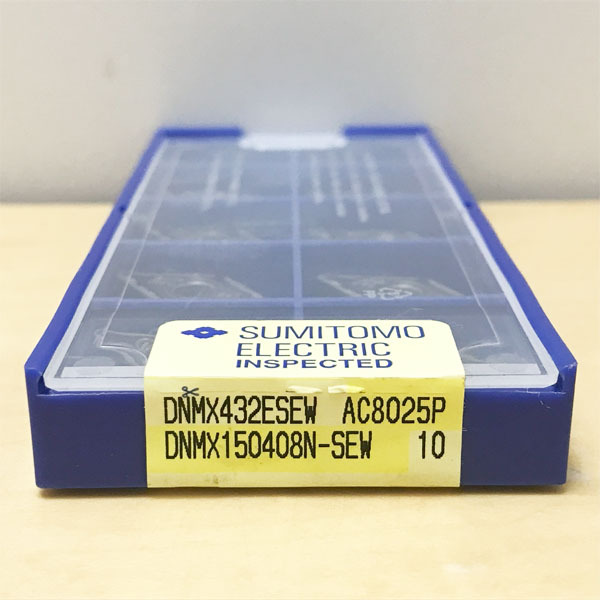 SUMITOMO
ELECTRIC
INSPECTED
DNMX432ESEW AC8025P
DNMX150408N-SEW 10